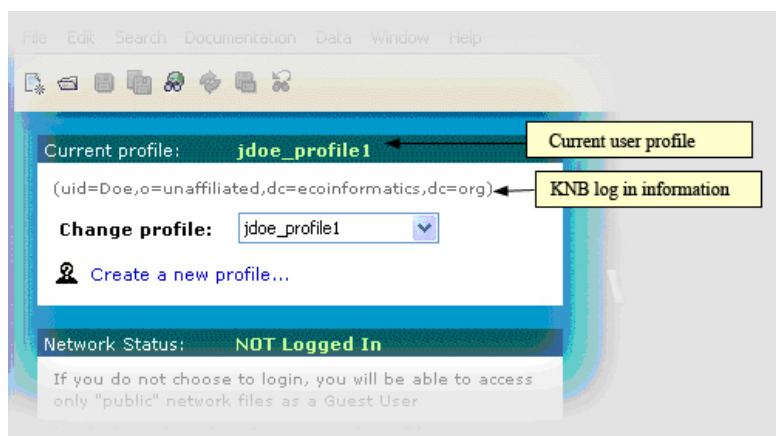 File Edit Search Documentation Data Window Help
Current profile: jdoe_profile1
Current user profile
(uid=Doe,o=unaffiliated,dc=ecoinformatics,dc=org)
KNB log in information
Change profile: jdoe_profile1
Create a new profile...
Network Status: NOT Logged In
If you do not choose to login, you will be able to access
only "public" network files as a Guest User